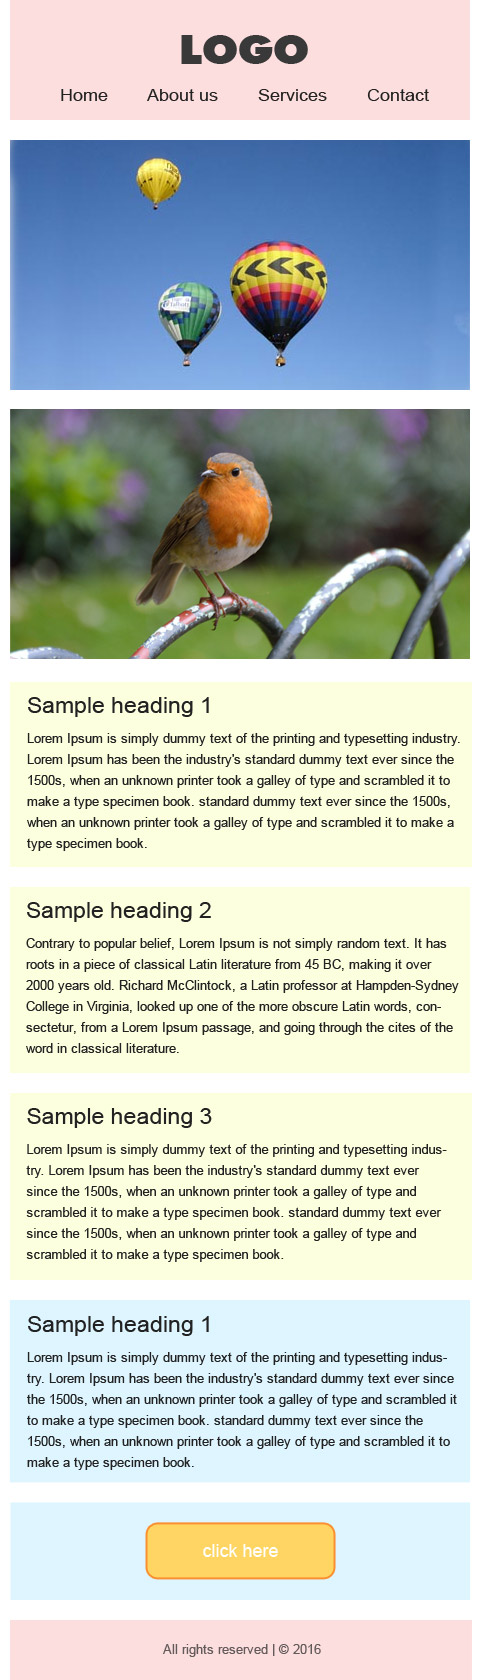 LOGO
Home About us Services Contact
Sample heading 1
Lorem Ipsum is simply dummy text of the printing and typesetting industry.
Lorem Ipsum has been the industry's standard dummy text ever since the
1500s, when an unknown printer took a galley of type and scrambled it to
make a type specimen book. standard dummy text ever since the 1500s,
when an unknown printer took a galley of type and scrambled it to make a
type specimen book.
Sample heading 2
Contrary to popular belief, Lorem Ipsum is not simply random text. It has
roots in a piece of classical Latin literature from 45 BC, making it over
2000 years old. Richard McClintock, a Latin professor at Hampden-Sydney
College in Virginia, looked up one of the more obscure Latin words, con-
sectetur, from a Lorem Ipsum passage, and going through the cites of the
word in classical literature.
Sample heading 3
Lorem Ipsum is simply dummy text of the printing and typesetting indus-
try. Lorem Ipsum has been the industry's standard dummy text ever
since the 1500s, when an unknown printer took a galley of type and
scrambled it to make a type specimen book. standard dummy text ever
since the 1500s, when an unknown printer took a galley of type and
scrambled it to make a type specimen book.
Sample heading 1
Lorem Ipsum is simply dummy text of the printing and typesetting indus-
try. Lorem Ipsum has been the industry's standard dummy text ever since
the 1500s, when an unknown printer took a galley of type and scrambled it
to make a type specimen book. standard dummy text ever since the
1500s, when an unknown printer took a galley of type and scrambled it to
make a type specimen book.
click here
All rights reserved | © 2016